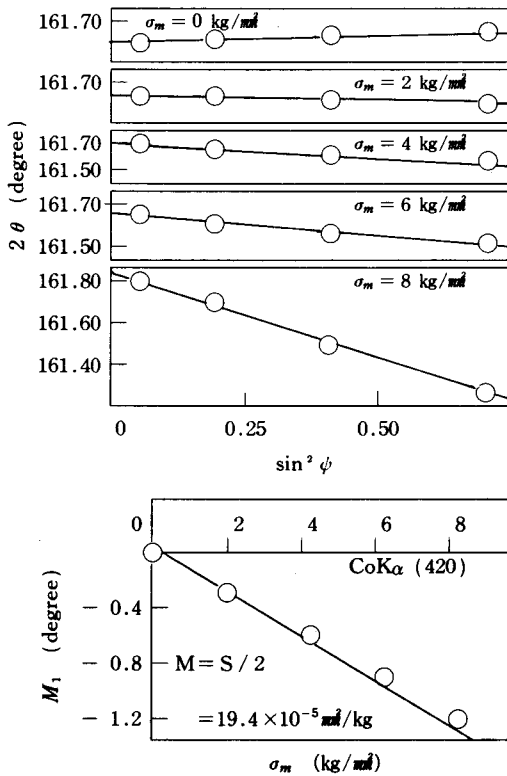 161.70
σm = 0 kg/mm²
161.70
σm = 2 kg/mm²
161.70
161.50
σm = 4 kg/mm²
161.70
161.50
σm = 6 kg/mm²
161.80
161.60
161.40
σm = 8 kg/mm²
2 θ (degree)
0 0.25 0.50
sin² ψ
0 2 4 6 8
CoKα (420)
− 0.4
− 0.8
− 1.2
M₁ (degree)
M = S / 2
= 19.4 × 10⁻⁵ mm²/kg
σm (kg/mm²)